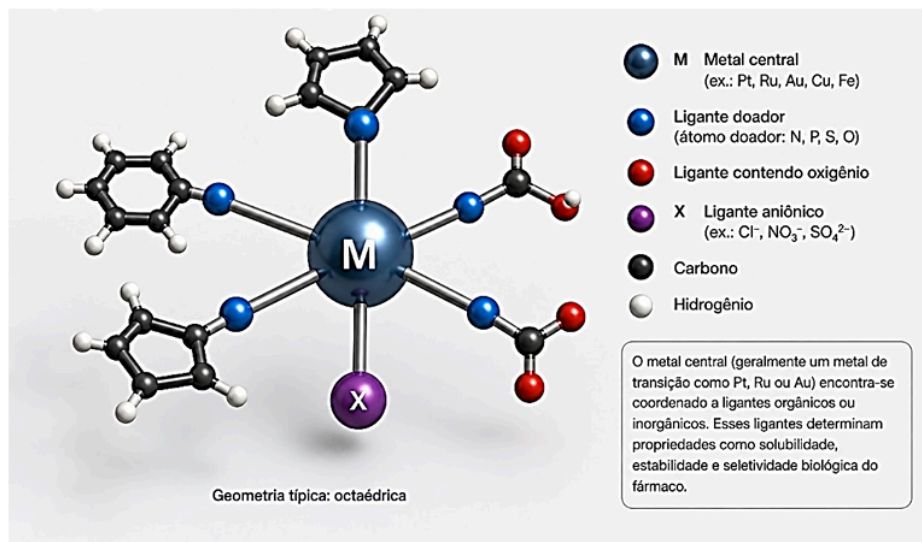 M
X
Geometria típica: octaédrica
M Metal central
(ex.: Pt, Ru, Au, Cu, Fe)
Ligante doador
(átomo doador: N, P, S, O)
Ligante contendo oxigênio
X Ligante aniônico
(ex.: Cl⁻, NO₃⁻, SO₄²⁻)
Carbono
Hidrogênio
O metal central (geralmente um metal de
transição como Pt, Ru ou Au) encontra-se
coordenado a ligantes orgânicos ou
inorgânicos. Esses ligantes determinam
propriedades como solubilidade,
estabilidade e seletividade biológica do
fármaco.